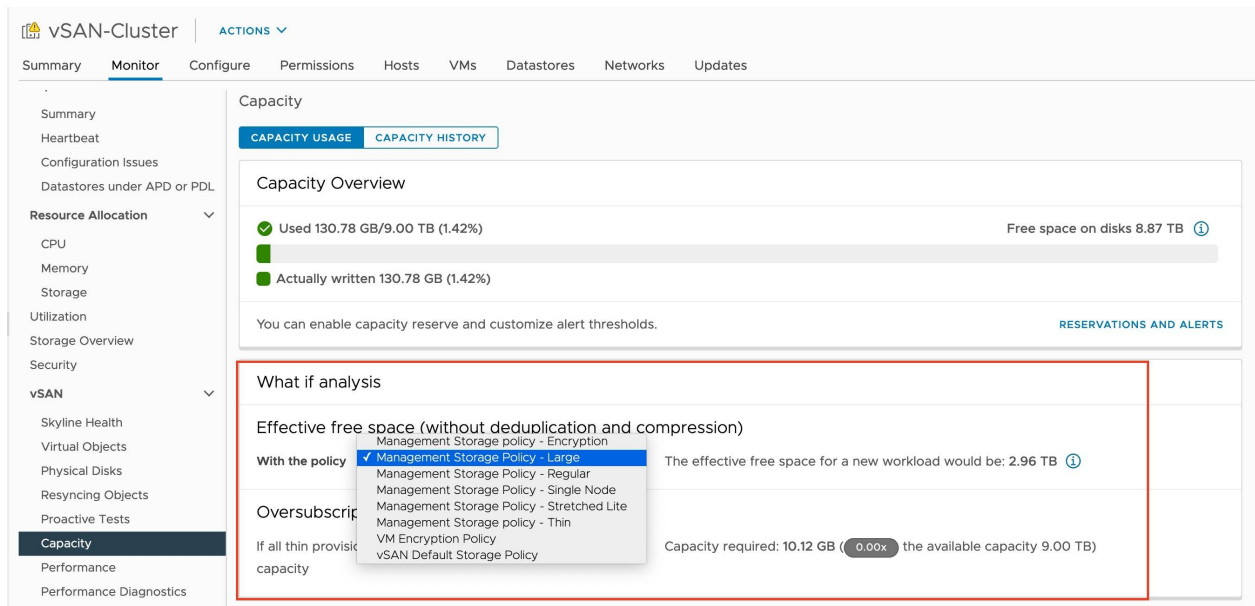 vSAN-Cluster ACTIONS
Summary Monitor Configure Permissions Hosts VMs Datastores Networks Updates
Summary
Heartbeat
Configuration Issues
Datastores under APD or PDL
Resource Allocation
CPU
Memory
Storage
Utilization
Storage Overview
Security
vSAN
Skyline Health
Virtual Objects
Physical Disks
Resyncing Objects
Proactive Tests
Capacity
Performance
Performance Diagnostics
Capacity
CAPACITY USAGE CAPACITY HISTORY
Capacity Overview
Used 130.78 GB/9.00 TB (1.42%) Free space on disks 8.87 TB
Actually written 130.78 GB (1.42%)
You can enable capacity reserve and customize alert thresholds. RESERVATIONS AND ALERTS
What if analysis
Effective free space (without deduplication and compression)
With the policy
Management Storage policy - Encryption
✓ Management Storage Policy - Large
Management Storage Policy - Regular
Management Storage Policy - Single Node
Management Storage Policy - Stretched Lite
Management Storage policy - Thin
VM Encryption Policy
vSAN Default Storage Policy
The effective free space for a new workload would be: 2.96 TB
Oversubscrip
If all thin provisi
capacity
Capacity required: 10.12 GB ( 0.00x the available capacity 9.00 TB)